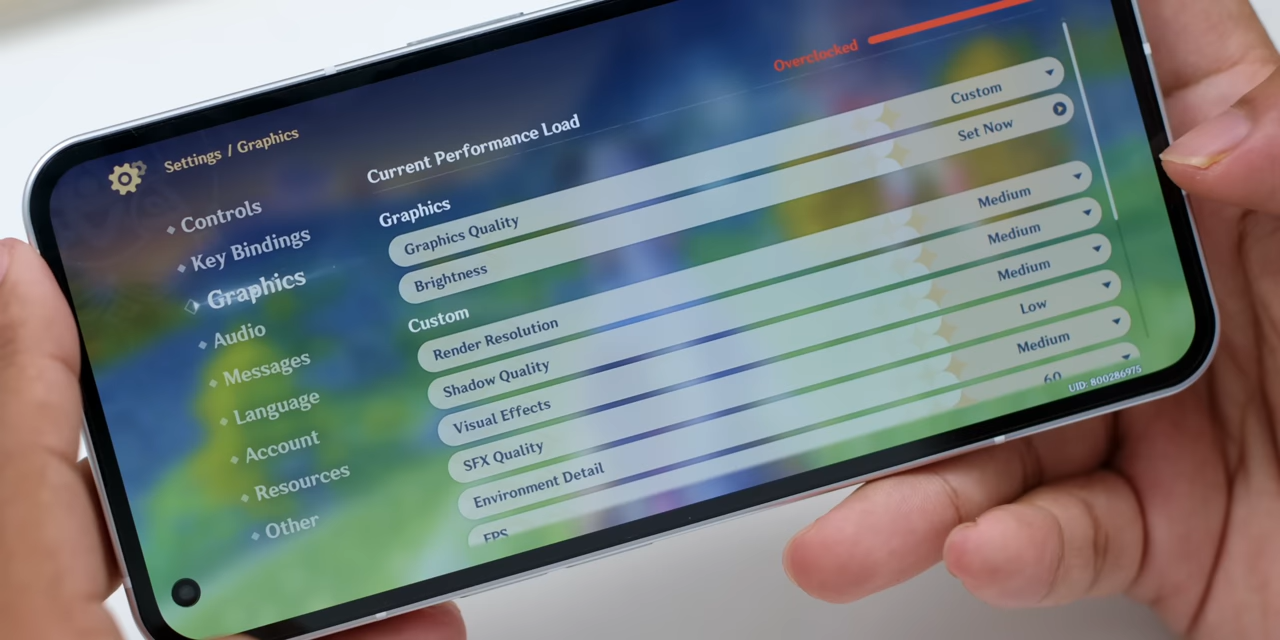 Settings / Graphics
Controls
Key Bindings
Graphics
Audio
Messages
Language
Account
Resources
Other
Current Performance Load
Overclocked
Graphics
Graphics Quality Custom
Brightness Set Now
Custom
Render Resolution Medium
Shadow Quality Medium
Visual Effects Medium
SFX Quality Low
Environment Detail Medium
FPS 60
UID: 800286975